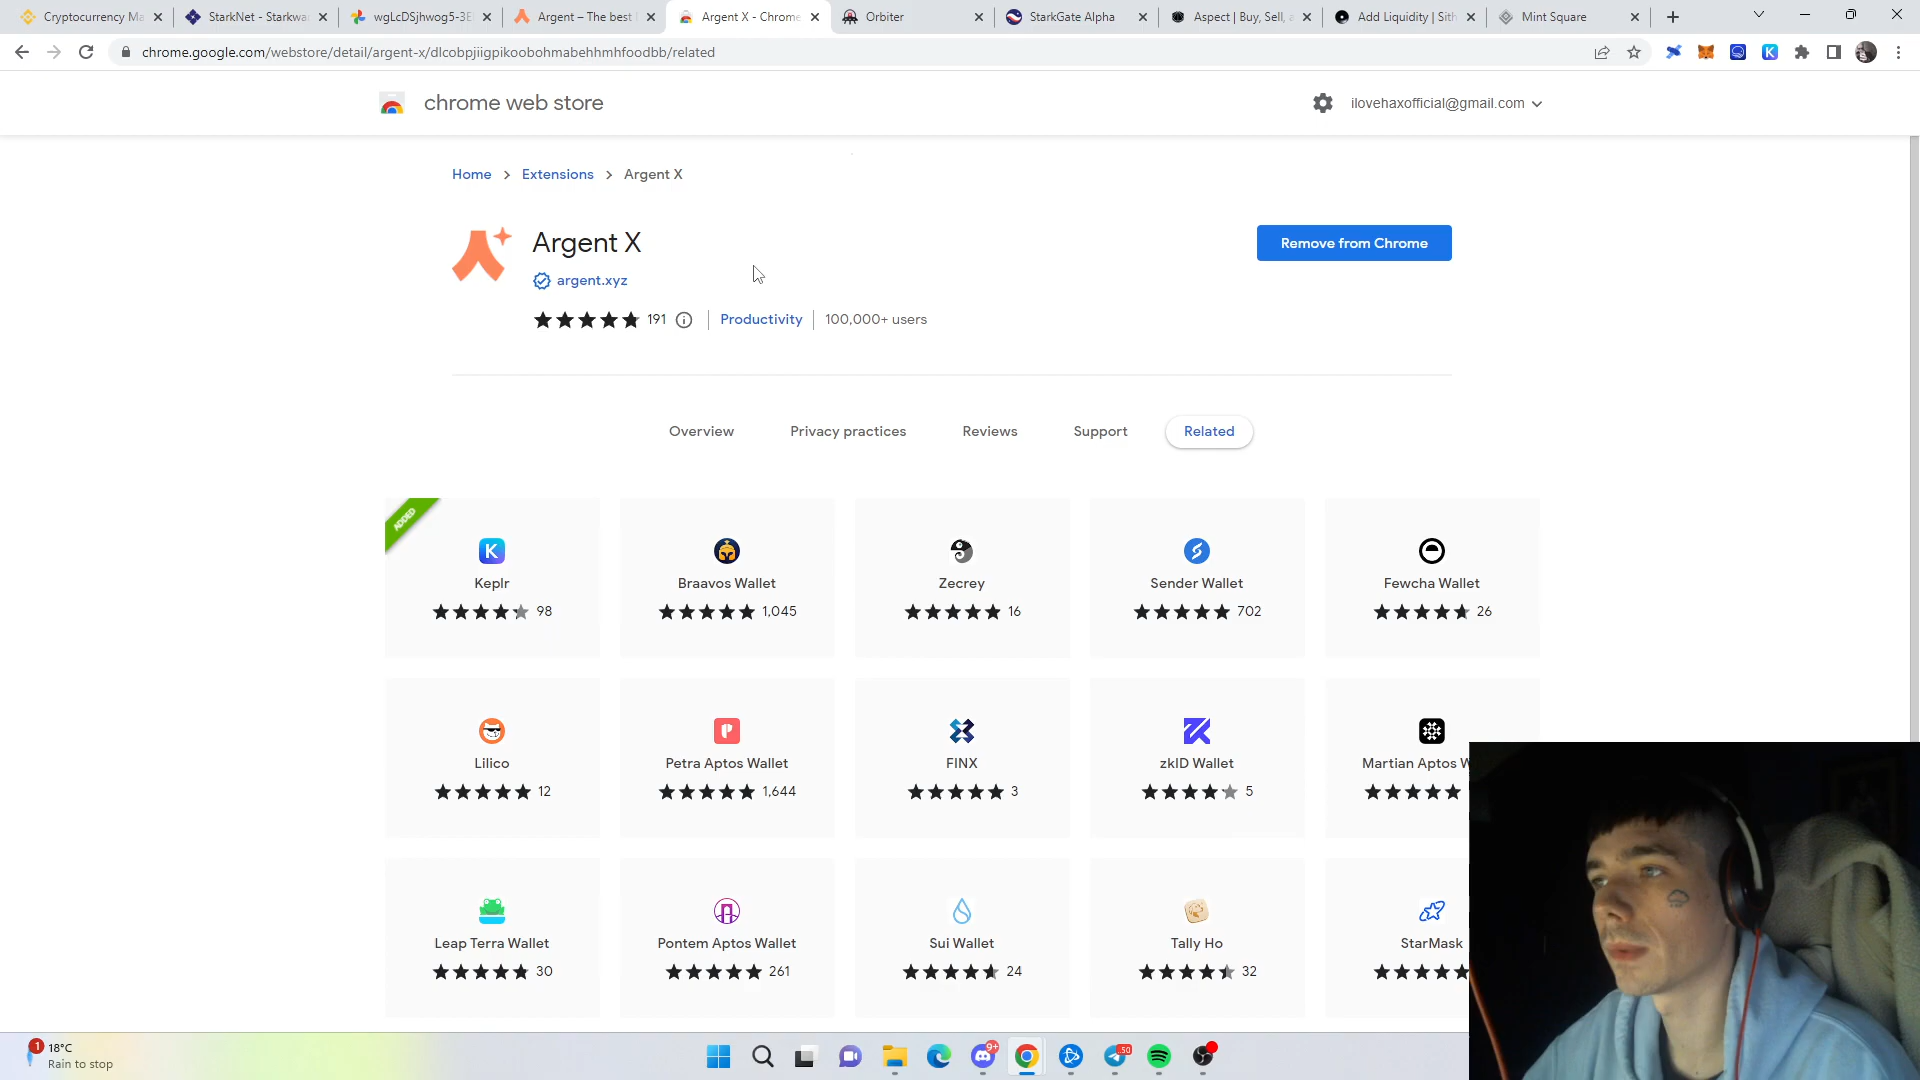 Cryptocurrency Ma
StarkNet - Starkwa
wgLcDSjhwog5-3E
Argent – The best
Argent X - Chrome
Orbiter
StarkGate Alpha
Aspect | Buy, Sell, a
Add Liquidity | Sith
Mint Square
chrome.google.com/webstore/detail/argent-x/dlcobpjiigpikoobohmabehhmhfoodbb/related
chrome web store
ilovehaxofficial@gmail.com
Home > Extensions > Argent X
Argent X
Remove from Chrome
argent.xyz
191 | Productivity | 100,000+ users
Overview
Privacy practices
Reviews
Support
Related
ADDED
K
Keplr
98
Braavos Wallet
1,045
Zecrey
16
Sender Wallet
702
Fewcha Wallet
26
Lilico
12
Petra Aptos Wallet
1,644
FINX
3
zkID Wallet
5
Martian Aptos W
Leap Terra Wallet
30
Pontem Aptos Wallet
261
Sui Wallet
24
Tally Ho
32
StarMask
1
18°C
Rain to stop
9+
50